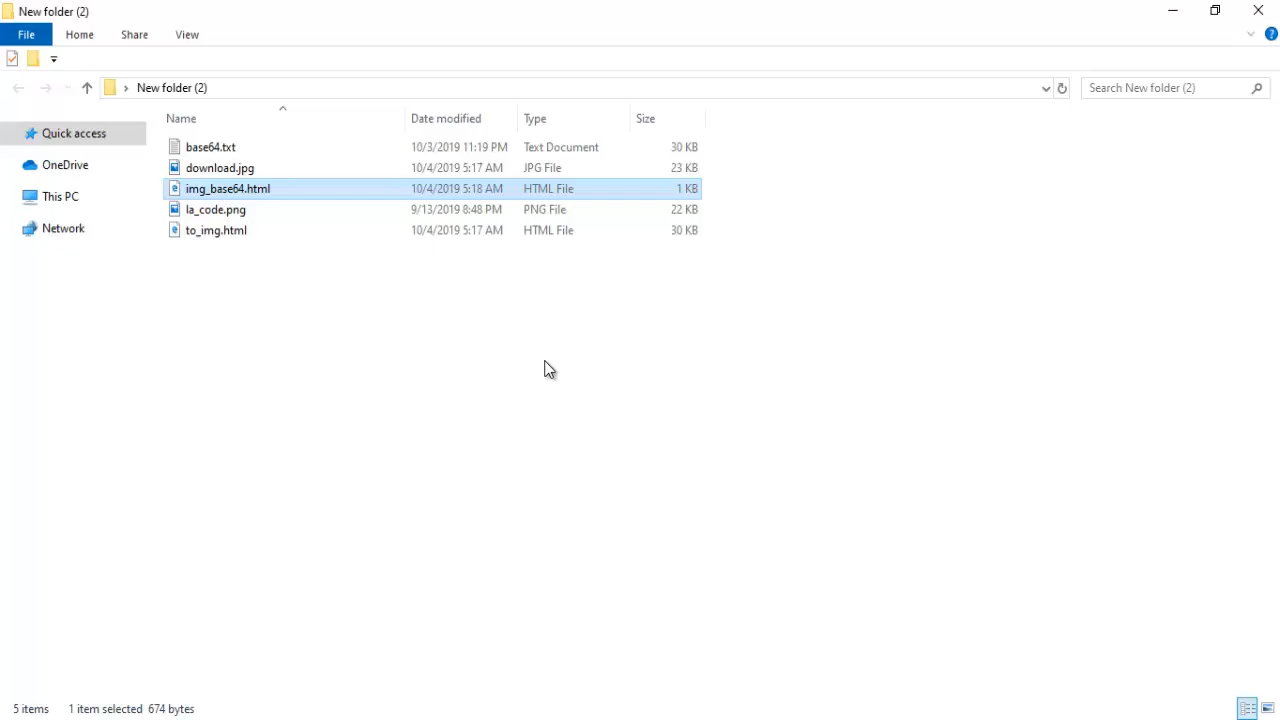 New folder (2)
File Home Share View
New folder (2) Search New folder (2)
Name Date modified Type Size
Quick access
OneDrive
This PC
Network
base64.txt 10/3/2019 11:19 PM Text Document 30 KB
download.jpg 10/4/2019 5:17 AM JPG File 23 KB
img_base64.html 10/4/2019 5:18 AM HTML File 1 KB
la_code.png 9/13/2019 8:48 PM PNG File 22 KB
to_img.html 10/4/2019 5:17 AM HTML File 30 KB
5 items 1 item selected 674 bytes